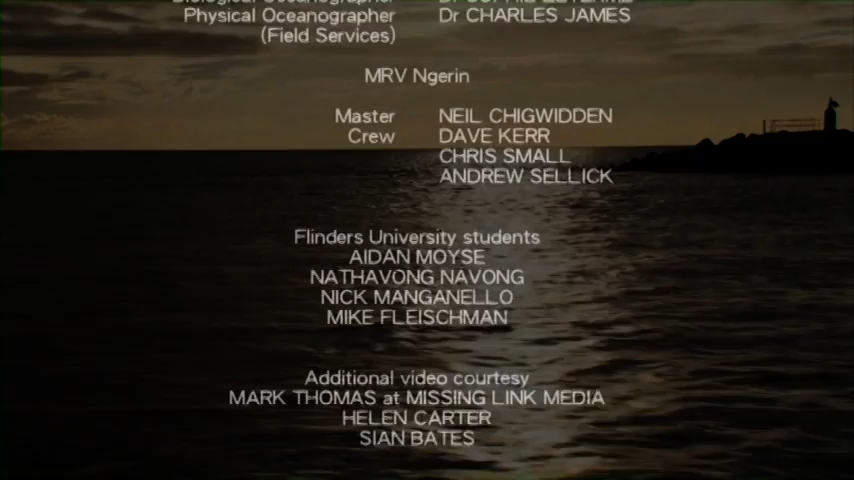 Physical Oceanographer Dr CHARLES JAMES
(Field Services)
MRV Ngerin
Master NEIL CHIGWIDDEN
Crew DAVE KERR
CHRIS SMALL
ANDREW SELLICK
Flinders University students
AIDAN MOYSE
NATHAVONG NAVONG
NICK MANGANELLO
MIKE FLEISCHMAN
Additional video courtesy
MARK THOMAS at MISSING LINK MEDIA
HELEN CARTER
SIAN BATES